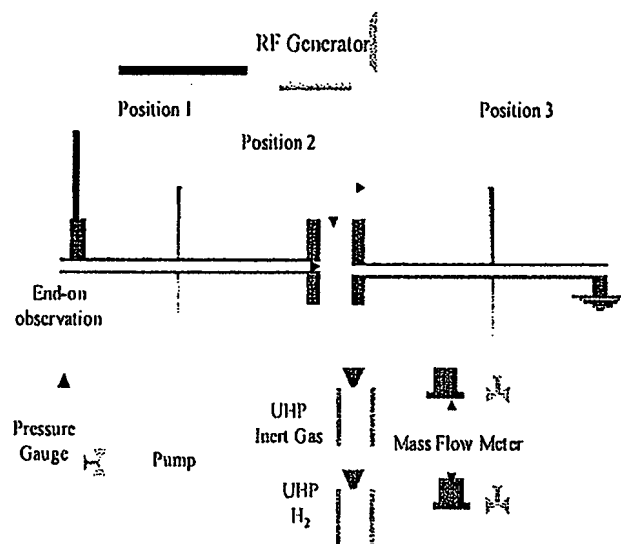 RF Generator
Position 1
Position 2
Position 3
End-on
observation
Pressure
Gauge
Pump
UHP
Inert Gas
Mass Flow Meter
UHP
H2